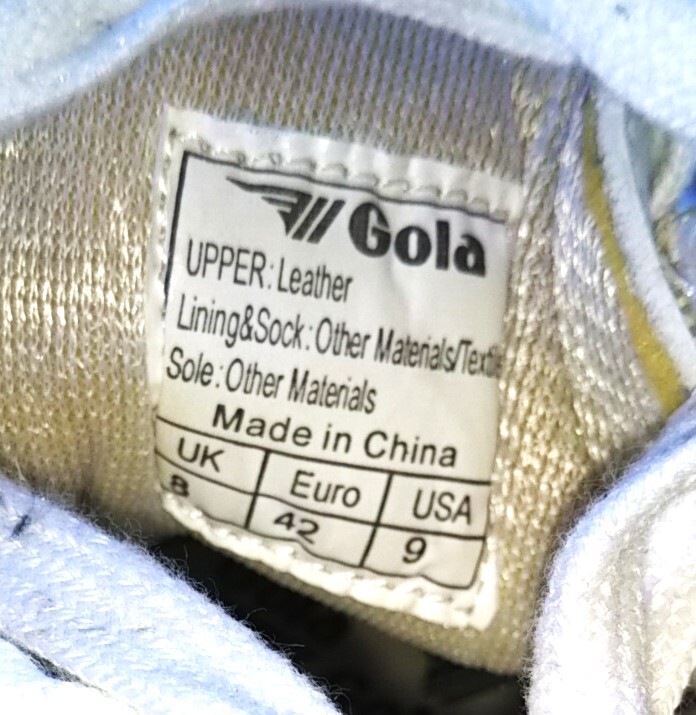 Gola
UPPER: Leather
Lining&Sock: Other Materials/Textile
Sole: Other Materials
Made in China
UK Euro USA
8 42 9